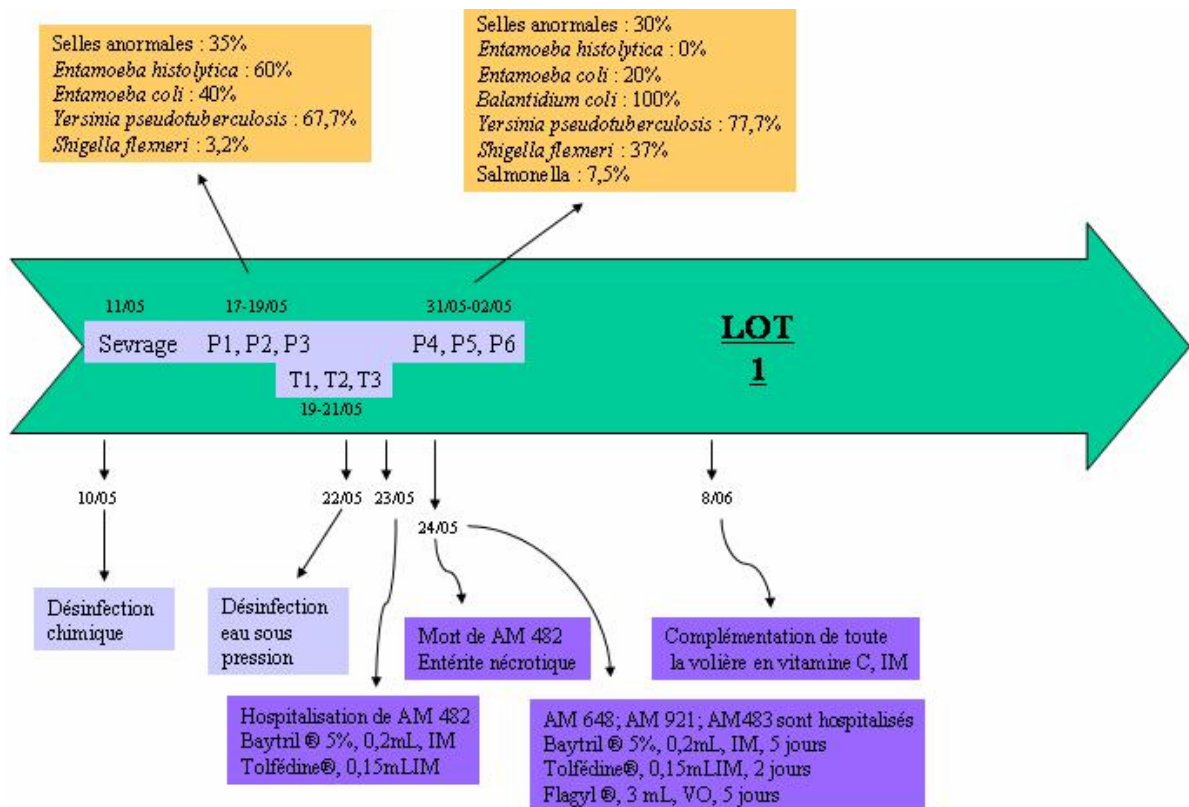 Selles anormales : 35%
Entamoeba histolytica : 60%
Entamoeba coli : 40%
Yersinia pseudotuberculosis : 67,7%
Shigella flexneri : 3,2%
Selles anormales : 30%
Entamoeba histolytica : 0%
Entamoeba coli : 20%
Balantidium coli : 100%
Yersinia pseudotuberculosis : 77,7%
Shigella flexneri : 37%
Salmonella : 7,5%
11/05
17-19/05
31/05-02/05
Sevrage
P1, P2, P3
P4, P5, P6
T1, T2, T3
19-21/05
LOT
1
10/05
22/05
23/05
24/05
8/06
Désinfection
chimique
Désinfection
eau sous
pression
Mort de AM 482
Entérite nécrotique
Complémentation de toute
la volière en vitamine C, IM
Hospitalisation de AM 482
Baytril ® 5%, 0,2mL, IM
Tolfédine®, 0,15mLIM
AM 648; AM 921; AM483 sont hospitalisés
Baytril ® 5%, 0,2mL, IM, 5 jours
Tolfédine®, 0,15mLIM, 2 jours
Flagyl ®, 3 mL, VO, 5 jours